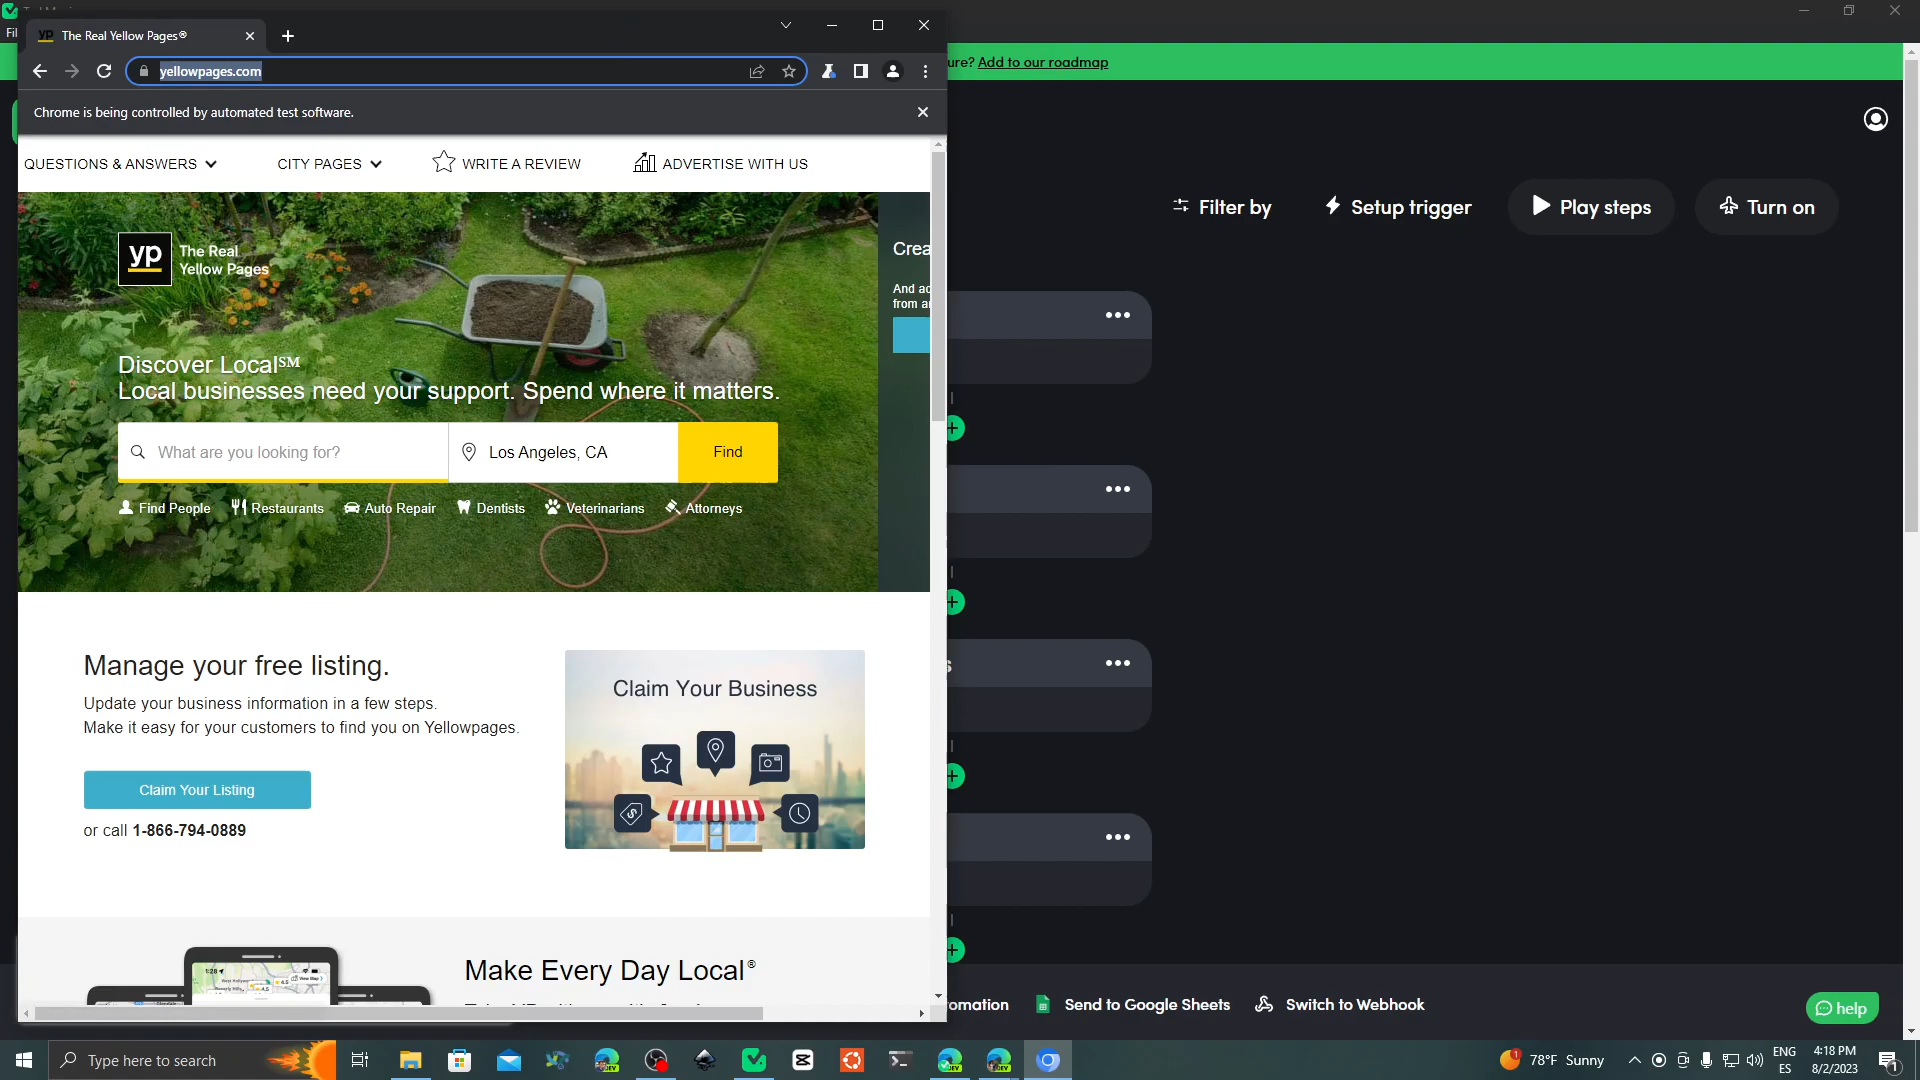 The Real Yellow Pages®
Fil
yellowpages.com
ure? Add to our roadmap
Chrome is being controlled by automated test software.
QUESTIONS & ANSWERS
CITY PAGES
WRITE A REVIEW
ADVERTISE WITH US
Filter by
Setup trigger
Play steps
Turn on
yp
The Real
Yellow Pages
Crea
And ac
from a
Discover Local℠
Local businesses need your support. Spend where it matters.
What are you looking for?
Los Angeles, CA
Find
Find People
Restaurants
Auto Repair
Dentists
Veterinarians
Attorneys
Manage your free listing.
Update your business information in a few steps.
Make it easy for your customers to find you on Yellowpages.
Claim Your Listing
or call 1-866-794-0889
Claim Your Business
Make Every Day Local®
omation
Send to Google Sheets
Switch to Webhook
help
Type here to search
78°F Sunny
ENG
ES
4:18 PM
8/2/2023